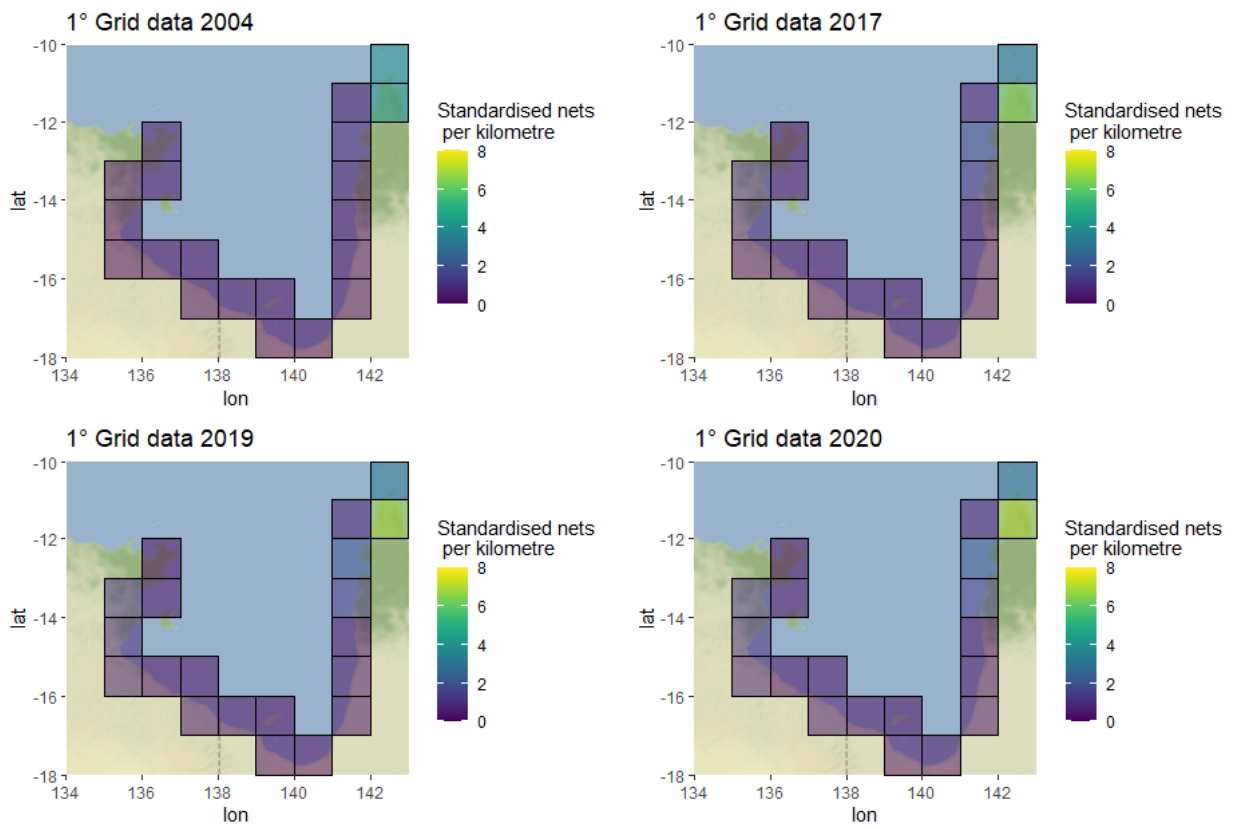 1° Grid data 2004
-10
-12
-14
-16
-18
lat
134 136 138 140 142
lon
Standardised nets
per kilometre
8
6
4
2
0
1° Grid data 2017
-10
-12
-14
-16
-18
lat
134 136 138 140 142
lon
Standardised nets
per kilometre
8
6
4
2
0
1° Grid data 2019
-10
-12
-14
-16
-18
lat
134 136 138 140 142
lon
Standardised nets
per kilometre
8
6
4
2
0
1° Grid data 2020
-10
-12
-14
-16
-18
lat
134 136 138 140 142
lon
Standardised nets
per kilometre
8
6
4
2
0